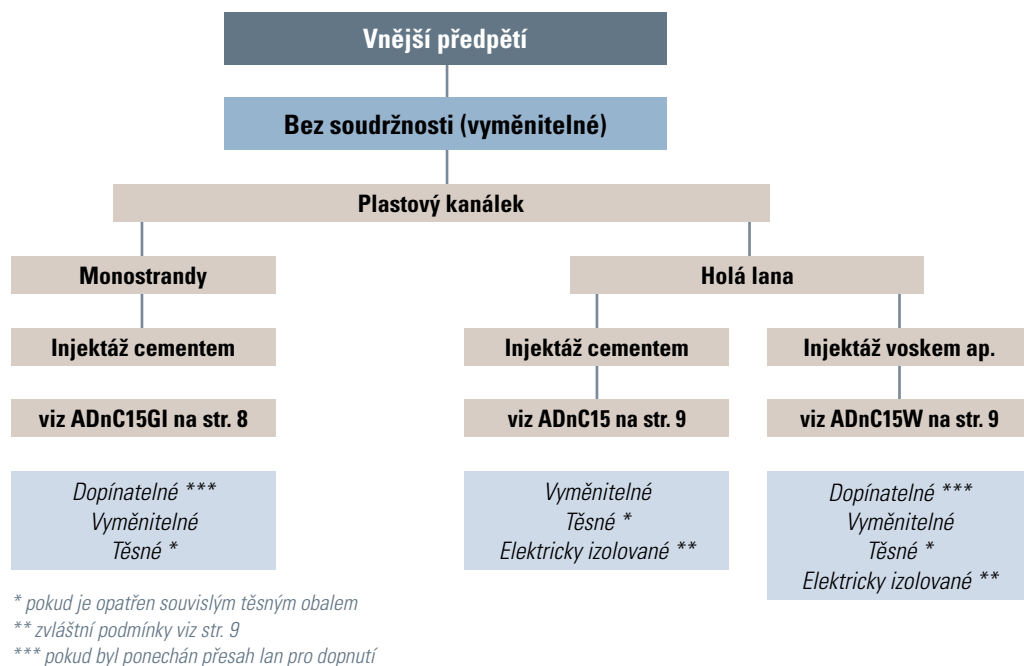 Vnější předpětí
Bez soudržnosti (vyměnitelné)
Plastový kanálek
Monostrandy
Holá lana
Injektáž cementem
Injektáž cementem
Injektáž voskem ap.
viz ADnC15GI na str. 8
viz ADnC15 na str. 9
viz ADnC15W na str. 9
Dopínatelné ***
Vyměnitelné
Těsné *
Vyměnitelné
Těsné *
Elektricky izolované **
Dopínatelné ***
Vyměnitelné
Těsné *
Elektricky izolované **
* pokud je opatřen souvislým těsným obalem
** zvláštní podmínky viz str. 9
*** pokud byl ponechán přesah lan pro dopnutí